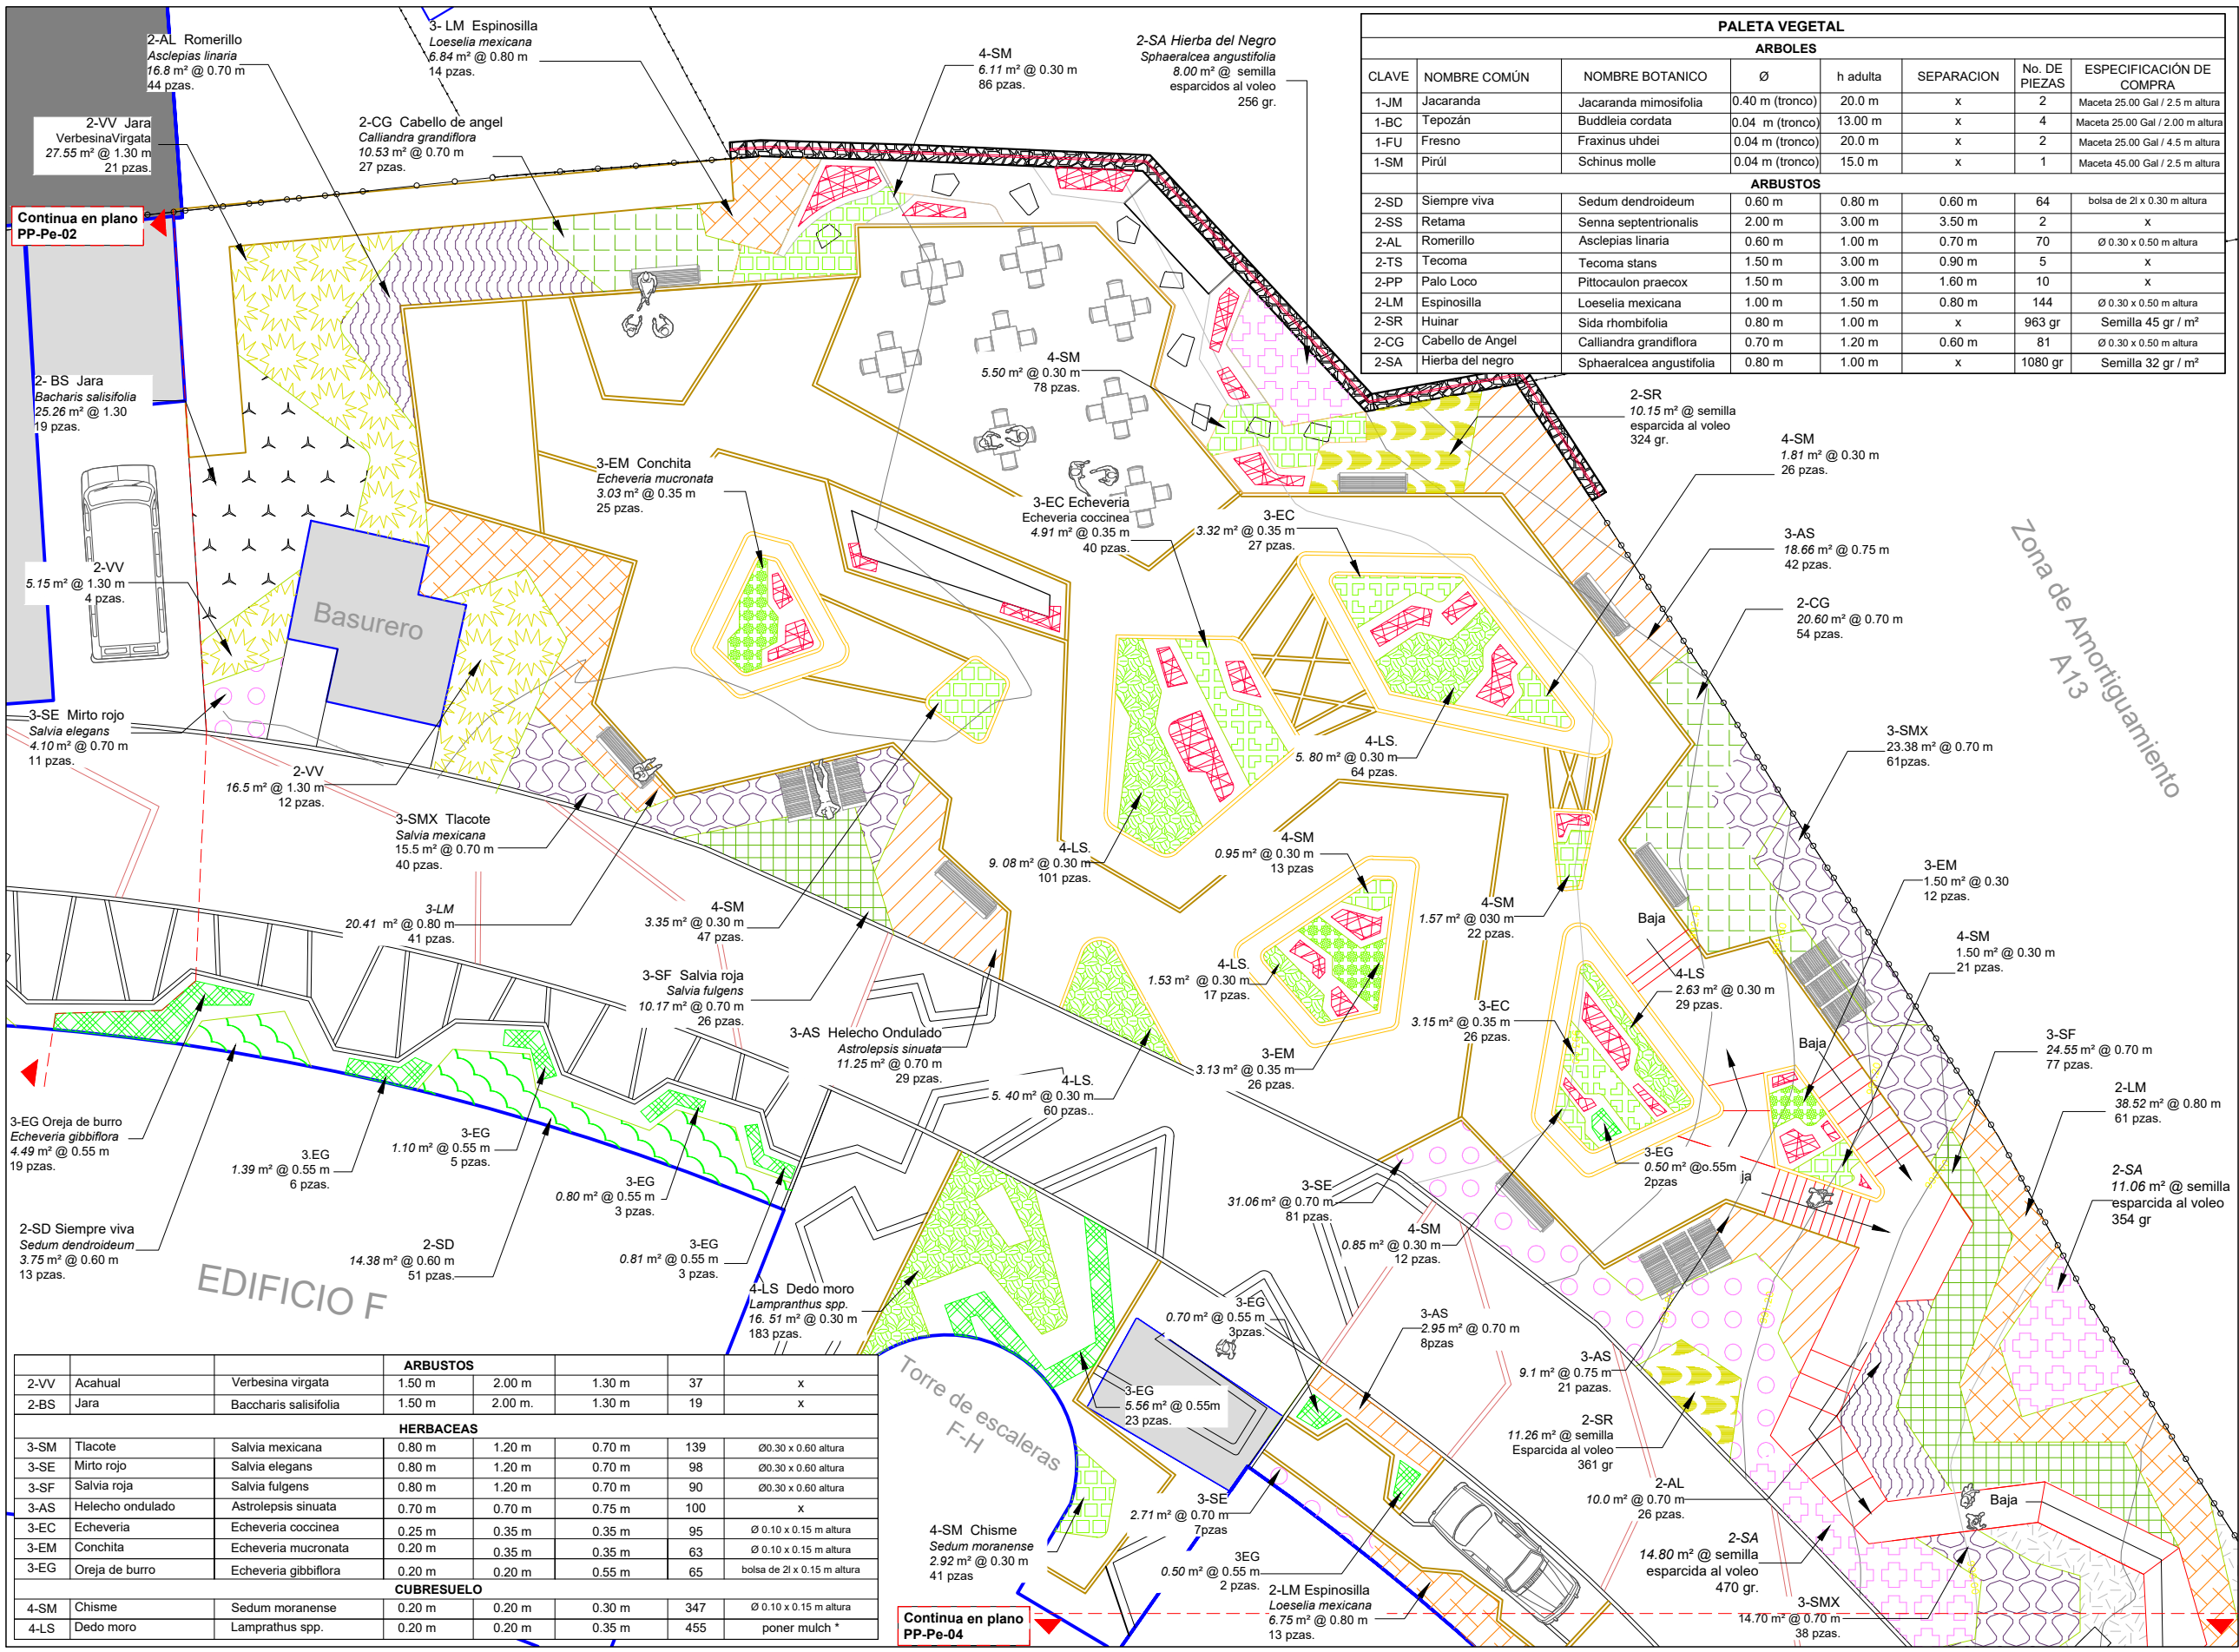 2-AL Romerillo
Asclepias linaria
16.8 m² @ 0.70 m
44 pzas.
3- LM Espinosilla
Loeselia mexicana
6.84 m² @ 0.80 m
14 pzas.
4-SM
6.11 m² @ 0.30 m
86 pzas.
2-SA Hierba del Negro
Sphaeralcea angustifolia
8.00 m² @ semilla
esparcidos al voleo
256 gr.
2-VV Jara
VerbesinaVirgata
27.55 m² @ 1.30 m
21 pzas.
2-CG Cabello de angel
Calliandra grandiflora
10.53 m² @ 0.70 m
27 pzas.
Continua en plano
PP-Pe-02
PALETA VEGETAL
ARBOLES
CLAVE NOMBRE COMÚN NOMBRE BOTANICO Ø h adulta SEPARACION No. DE PIEZAS ESPECIFICACIÓN DE COMPRA
1-JM Jacaranda Jacaranda mimosifolia 0.40 m (tronco) 20.0 m x 2 Maceta 25.00 Gal / 2.5 m altura
1-BC Tepozán Buddleia cordata 0.04 m (tronco) 13.00 m x 4 Maceta 25.00 Gal / 2.00 m altura
1-FU Fresno Fraxinus uhdei 0.04 m (tronco) 20.0 m x 2 Maceta 25.00 Gal / 4.5 m altura
1-SM Pirúl Schinus molle 0.04 m (tronco) 15.0 m x 1 Maceta 45.00 Gal / 2.5 m altura
ARBUSTOS
2-SD Siempre viva Sedum dendroideum 0.60 m 0.80 m 0.60 m 64 bolsa de 2l x 0.30 m altura
2-SS Retama Senna septentrionalis 2.00 m 3.00 m 3.50 m 2 x
2-AL Romerillo Asclepias linaria 0.60 m 1.00 m 0.70 m 70 Ø 0.30 x 0.50 m altura
2-TS Tecoma Tecoma stans 1.50 m 3.00 m 0.90 m 5 x
2-PP Palo Loco Pittocaulon praecox 1.50 m 3.00 m 1.60 m 10 x
2-LM Espinosilla Loeselia mexicana 1.00 m 1.50 m 0.80 m 144 Ø 0.30 x 0.50 m altura
2-SR Huinar Sida rhombifolia 0.80 m 1.00 m x 963 gr Semilla 45 gr / m²
2-CG Cabello de Angel Calliandra grandiflora 0.70 m 1.20 m 0.60 m 81 Ø 0.30 x 0.50 m altura
2-SA Hierba del negro Sphaeralcea angustifolia 0.80 m 1.00 m x 1080 gr Semilla 32 gr / m²
2- BS Jara
Bacharis salisifolia
25.26 m² @ 1.30
19 pzas.
4-SM
5.50 m² @ 0.30 m
78 pzas.
2-SR
10.15 m² @ semilla
esparcida al voleo
324 gr.
4-SM
1.81 m² @ 0.30 m
26 pzas.
3-EM Conchita
Echeveria mucronata
3.03 m² @ 0.35 m
25 pzas.
3-EC Echeveria
Echeveria coccinea
4.91 m² @ 0.35 m
40 pzas.
3-EC
3.32 m² @ 0.35 m
27 pzas.
3-AS
18.66 m² @ 0.75 m
42 pzas.
Zona de Amortiguamiento
A13
2-VV
5.15 m² @ 1.30 m
4 pzas.
Basurero
2-CG
20.60 m² @ 0.70 m
54 pzas.
3-SE Mirto rojo
Salvia elegans
4.10 m² @ 0.70 m
11 pzas.
2-VV
16.5 m² @ 1.30 m
12 pzas.
4-LS.
5. 80 m² @ 0.30 m
64 pzas.
3-SMX
23.38 m² @ 0.70 m
61pzas.
3-SMX Tlacote
Salvia mexicana
15.5 m² @ 0.70 m
40 pzas.
4-LS.
9. 08 m² @ 0.30 m
101 pzas.
4-SM
0.95 m² @ 0.30 m
13 pzas.
3-EM
1.50 m² @ 0.30
12 pzas.
3-LM
20.41 m² @ 0.80 m
41 pzas.
4-SM
3.35 m² @ 0.30 m
47 pzas.
4-SM
1.57 m² @ 030 m
22 pzas.
Baja
4-SM
1.50 m² @ 0.30 m
21 pzas.
3-SF Salvia roja
Salvia fulgens
10.17 m² @ 0.70 m
26 pzas.
4-LS.
1.53 m² @ 0.30 m
17 pzas.
4-LS
2.63 m² @ 0.30 m
29 pzas.
3-AS Helecho Ondulado
Astrolepsis sinuata
11.25 m² @ 0.70 m
29 pzas.
3-EC
3.15 m² @ 0.35 m
26 pzas.
Baja
3-SF
24.55 m² @ 0.70 m
77 pzas.
3-EM
3.13 m² @ 0.35 m
26 pzas.
4-LS.
5. 40 m² @ 0.30 m
60 pzas..
2-LM
38.52 m² @ 0.80 m
61 pzas.
3-EG Oreja de burro
Echeveria gibbiflora
4.49 m² @ 0.55 m
19 pzas.
3.EG
1.39 m² @ 0.55 m
6 pzas.
3-EG
1.10 m² @ 0.55 m
5 pzas.
3-EG
0.80 m² @ 0.55 m
3 pzas.
3-EG
0.50 m² @o.55m
2pzas
ja
2-SA
11.06 m² @ semilla
esparcida al voleo
354 gr
3-SE
31.06 m² @ 0.70 m
81 pzas.
2-SD Siempre viva
Sedum dendroideum
3.75 m² @ 0.60 m
13 pzas.
2-SD
14.38 m² @ 0.60 m
51 pzas.
3-EG
0.81 m² @ 0.55 m
3 pzas.
4-SM
0.85 m² @ 0.30 m
12 pzas.
EDIFICIO F
4-LS Dedo moro
Lampranthus spp.
16. 51 m² @ 0.30 m
183 pzas.
3-EG
0.70 m² @ 0.55 m
3pzas.
3-AS
2.95 m² @ 0.70 m
8pzas
Torre de escaleras
F-H
3-EG
5.56 m² @ 0.55m
23 pzas.
3-AS
9.1 m² @ 0.75 m
21 pazas.
2-SR
11.26 m² @ semilla
Esparcida al voleo
361 gr
ARBUSTOS
2-VV Acahual Verbesina virgata 1.50 m 2.00 m 1.30 m 37 x
2-BS Jara Baccharis salisifolia 1.50 m 2.00 m. 1.30 m 19 x
HERBACEAS
3-SM Tlacote Salvia mexicana 0.80 m 1.20 m 0.70 m 139 Ø0.30 x 0.60 altura
3-SE Mirto rojo Salvia elegans 0.80 m 1.20 m 0.70 m 98 Ø0.30 x 0.60 altura
3-SF Salvia roja Salvia fulgens 0.80 m 1.20 m 0.70 m 90 Ø0.30 x 0.60 altura
3-AS Helecho ondulado Astrolepsis sinuata 0.70 m 0.70 m 0.75 m 100 x
3-EC Echeveria Echeveria coccinea 0.25 m 0.35 m 0.35 m 95 Ø 0.10 x 0.15 m altura
3-EM Conchita Echeveria mucronata 0.20 m 0.35 m 0.35 m 63 Ø 0.10 x 0.15 m altura
3-EG Oreja de burro Echeveria gibbiflora 0.20 m 0.20 m 0.55 m 65 bolsa de 2l x 0.15 m altura
CUBRESUELO
4-SM Chisme Sedum moranense 0.20 m 0.20 m 0.30 m 347 Ø 0.10 x 0.15 m altura
4-LS Dedo moro Lamprathus spp. 0.20 m 0.20 m 0.35 m 455 poner mulch *
3-SE
2.71 m² @ 0.70 m
7pzas
2-AL
10.0 m² @ 0.70 m
26 pzas.
Baja
4-SM Chisme
Sedum moranense
2.92 m² @ 0.30 m
41 pzas
3EG
0.50 m² @ 0.55 m
2 pzas.
2-SA
14.80 m² @ semilla
esparcida al voleo
470 gr.
2-LM Espinosilla
Loeselia mexicana
6.75 m² @ 0.80 m
13 pzas.
3-SMX
14.70 m² @ 0.70 m
38 pzas.
Continua en plano
PP-Pe-04